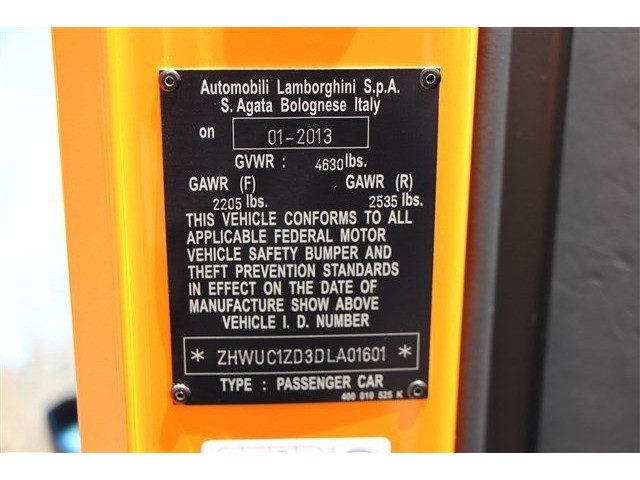 Automobili Lamborghini S.p.A.
S. Agata Bolognese Italy
on 01-2013
GVWR : 4630 lbs.
GAWR (F) GAWR (R)
2205 lbs. 2535 lbs.
THIS VEHICLE CONFORMS TO ALL
APPLICABLE FEDERAL MOTOR
VEHICLE SAFETY BUMPER AND
THEFT PREVENTION STANDARDS
IN EFFECT ON THE DATE OF
MANUFACTURE SHOW ABOVE
VEHICLE I. D. NUMBER
* ZHWUC1ZD3DLA01601 *
TYPE : PASSENGER CAR
400 010 525 K